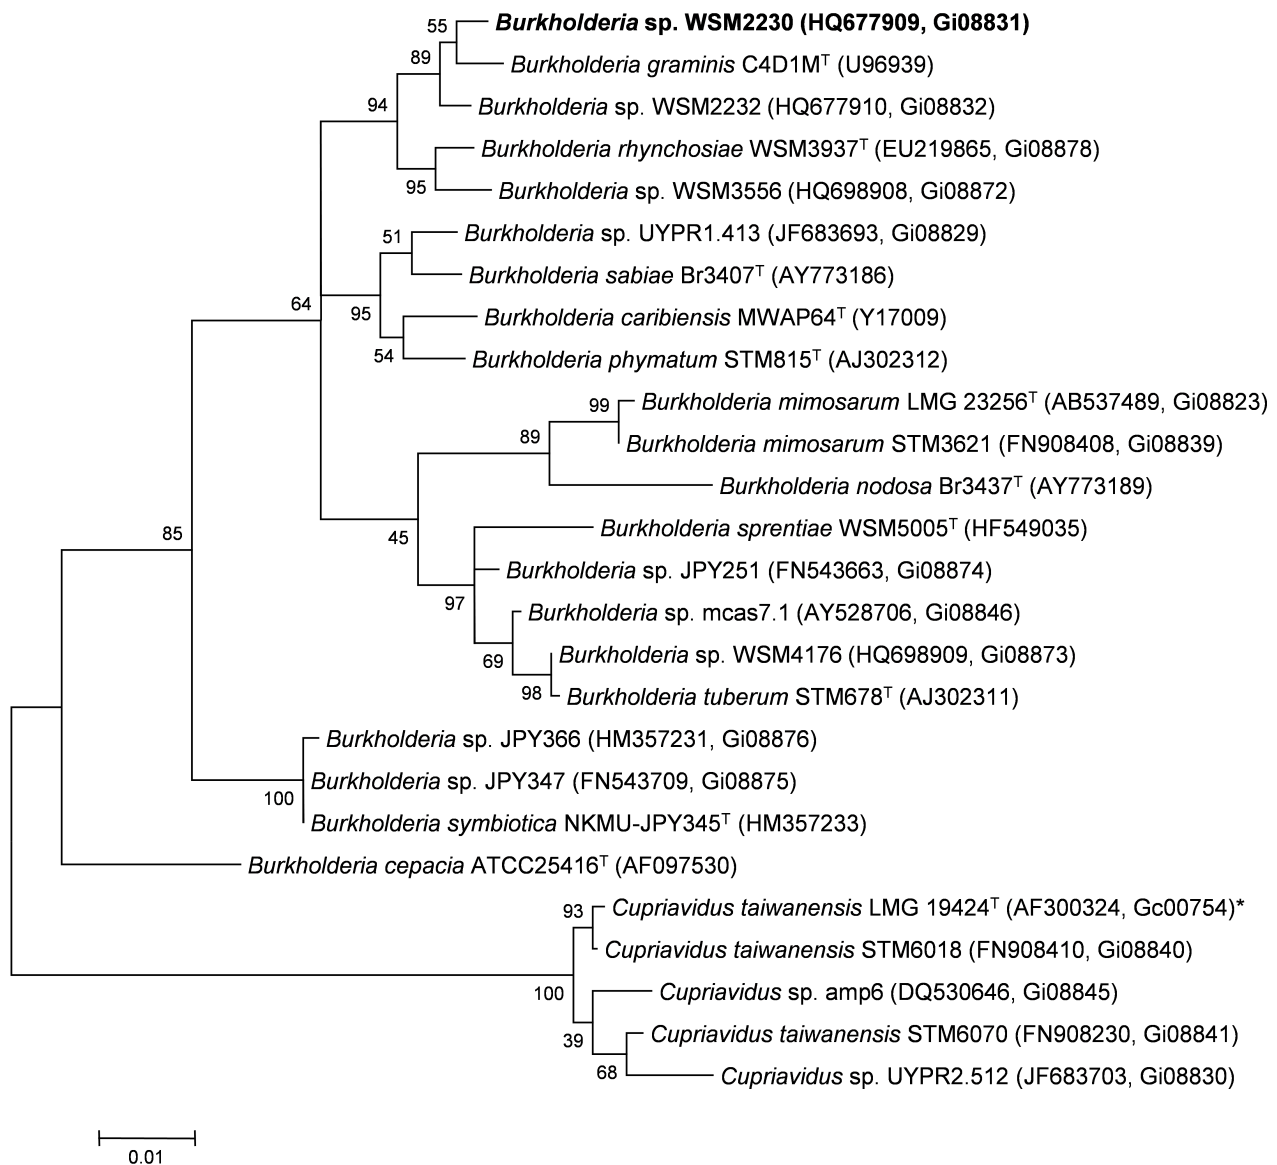 55
Burkholderia sp. WSM2230 (HQ677909, Gi08831)
89
Burkholderia graminis C4D1Mᵀ (U96939)
94
Burkholderia sp. WSM2232 (HQ677910, Gi08832)
Burkholderia rhynchosiae WSM3937ᵀ (EU219865, Gi08878)
95
Burkholderia sp. WSM3556 (HQ698908, Gi08872)
51
Burkholderia sp. UYPR1.413 (JF683693, Gi08829)
Burkholderia sabiae Br3407ᵀ (AY773186)
64
95
Burkholderia caribiensis MWAP64ᵀ (Y17009)
54
Burkholderia phymatum STM815ᵀ (AJ302312)
99
Burkholderia mimosarum LMG 23256ᵀ (AB537489, Gi08823)
89
Burkholderia mimosarum STM3621 (FN908408, Gi08839)
Burkholderia nodosa Br3437ᵀ (AY773189)
85
45
Burkholderia sprentiae WSM5005ᵀ (HF549035)
Burkholderia sp. JPY251 (FN543663, Gi08874)
97
Burkholderia sp. mcas7.1 (AY528706, Gi08846)
69
Burkholderia sp. WSM4176 (HQ698909, Gi08873)
98
Burkholderia tuberum STM678ᵀ (AJ302311)
Burkholderia sp. JPY366 (HM357231, Gi08876)
100
Burkholderia sp. JPY347 (FN543709, Gi08875)
Burkholderia symbiotica NKMU-JPY345ᵀ (HM357233)
Burkholderia cepacia ATCC25416ᵀ (AF097530)
93
Cupriavidus taiwanensis LMG 19424ᵀ (AF300324, Gc00754)*
Cupriavidus taiwanensis STM6018 (FN908410, Gi08840)
100
Cupriavidus sp. amp6 (DQ530646, Gi08845)
39
Cupriavidus taiwanensis STM6070 (FN908230, Gi08841)
68
Cupriavidus sp. UYPR2.512 (JF683703, Gi08830)
0.01